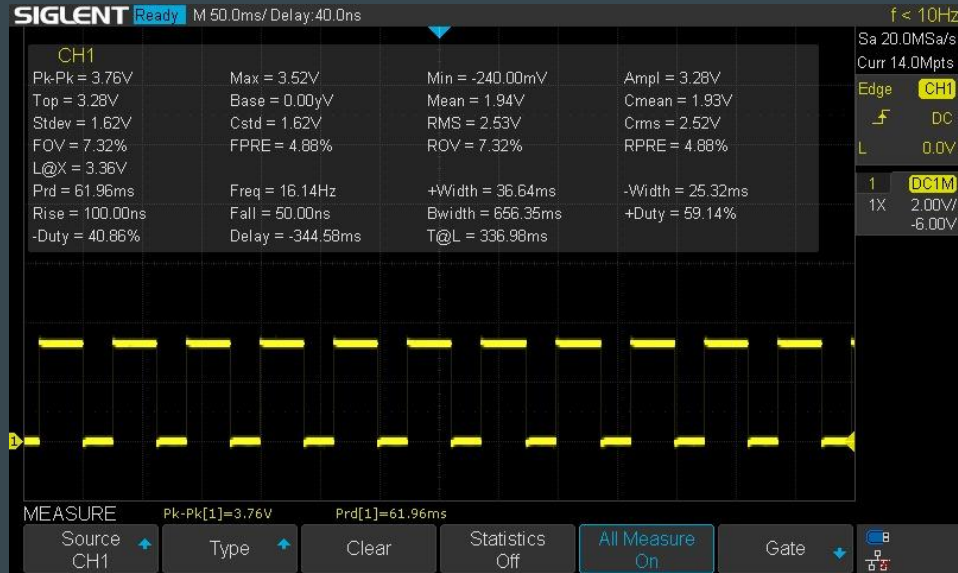 SIGLENT Ready M 50.0ms/ Delay:40.0ns f < 10Hz
Sa 20.0MSa/s
Curr 14.0Mpts
Edge CH1
DC
L 0.0V
1 DC1M
1X 2.00V/
-6.00V
CH1
Pk-Pk = 3.76V Max = 3.52V Min = -240.00mV Ampl = 3.28V
Top = 3.28V Base = 0.00yV Mean = 1.94V Cmean = 1.93V
Stdev = 1.62V Cstd = 1.62V RMS = 2.53V Crms = 2.52V
FOV = 7.32% FPRE = 4.88% ROV = 7.32% RPRE = 4.88%
L@X = 3.36V
Prd = 61.96ms Freq = 16.14Hz +Width = 36.64ms -Width = 25.32ms
Rise = 100.00ns Fall = 50.00ns Bwidth = 656.35ms +Duty = 59.14%
-Duty = 40.86% Delay = -344.58ms T@L = 336.98ms
1
MEASURE Pk-Pk[1]=3.76V Prd[1]=61.96ms
Source CH1
Type
Clear
Statistics Off
All Measure On
Gate